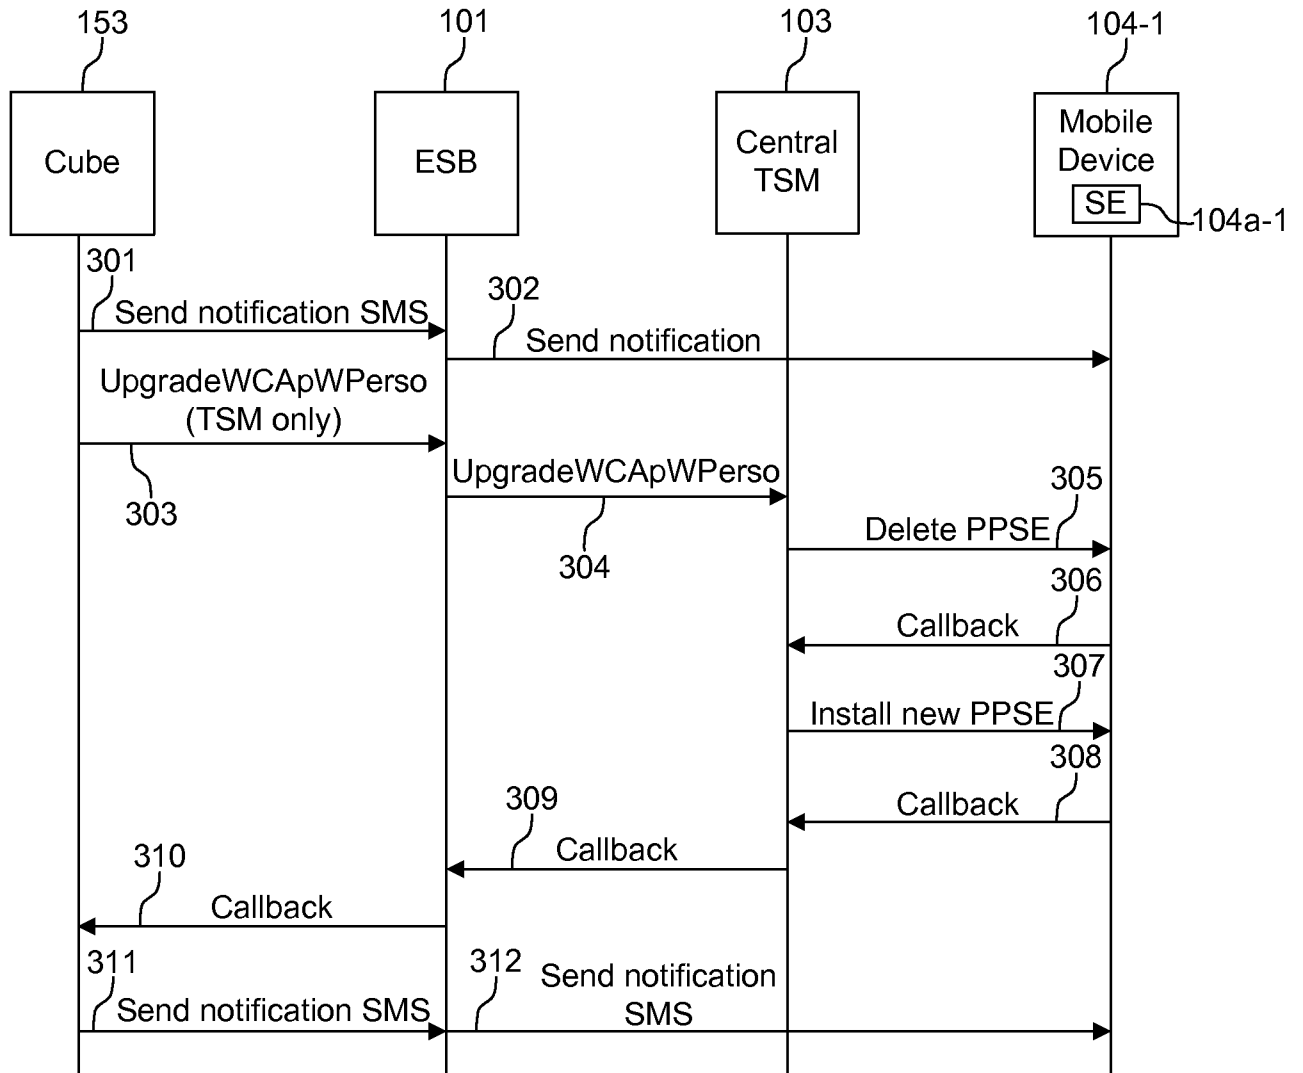 153
101
103
104-1
Cube
ESB
Central
TSM
Mobile
Device
SE
104a-1
301
Send notification SMS
302
Send notification
UpgradeWCApWPerso
(TSM only)
303
UpgradeWCApWPerso
304
305
Delete PPSE
306
Callback
307
Install new PPSE
308
Callback
309
Callback
310
Callback
311
Send notification SMS
312
Send notification
SMS